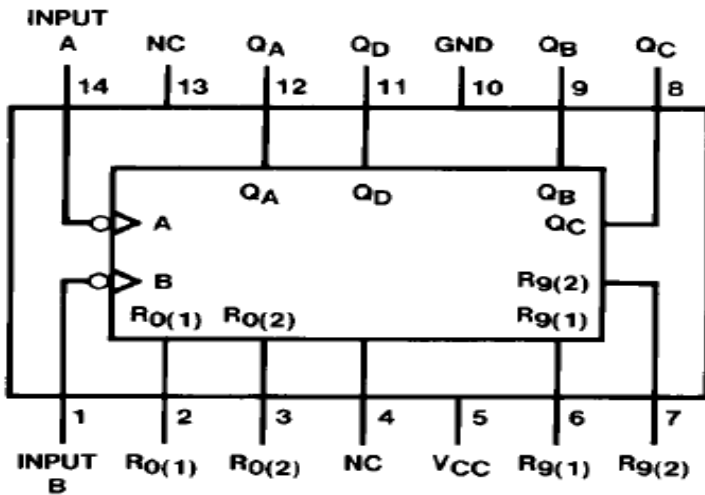 INPUT
A NC QA QD GND QB QC
14 13 12 11 10 9 8
QA QD QB
A QC
B R9(2)
R0(1) R0(2) R9(1)
1 2 3 4 5 6 7
INPUT R0(1) R0(2) NC VCC R9(1) R9(2)
B